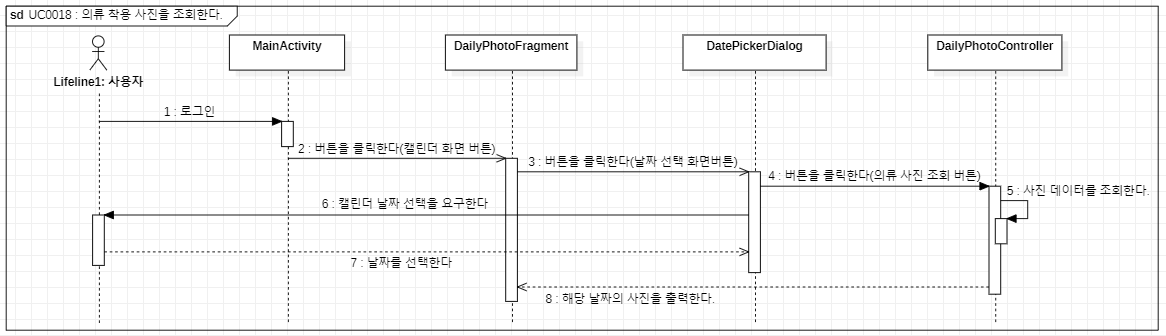 sd UC0018 : 의류 착용 사진을 조회한다.
Lifeline1: 사용자
MainActivity
DailyPhotoFragment
DatePickerDialog
DailyPhotoController
1 : 로그인
2 : 버튼을 클릭한다(캘린더 화면 버튼)
3 : 버튼을 클릭한다(날짜 선택 화면버튼)
4 : 버튼을 클릭한다(의류 사진 조회 버튼)
5 : 사진 데이터를 조회한다.
6 : 캘린더 날짜 선택을 요구한다
7 : 날짜를 선택한다
8 : 해당 날짜의 사진을 출력한다.